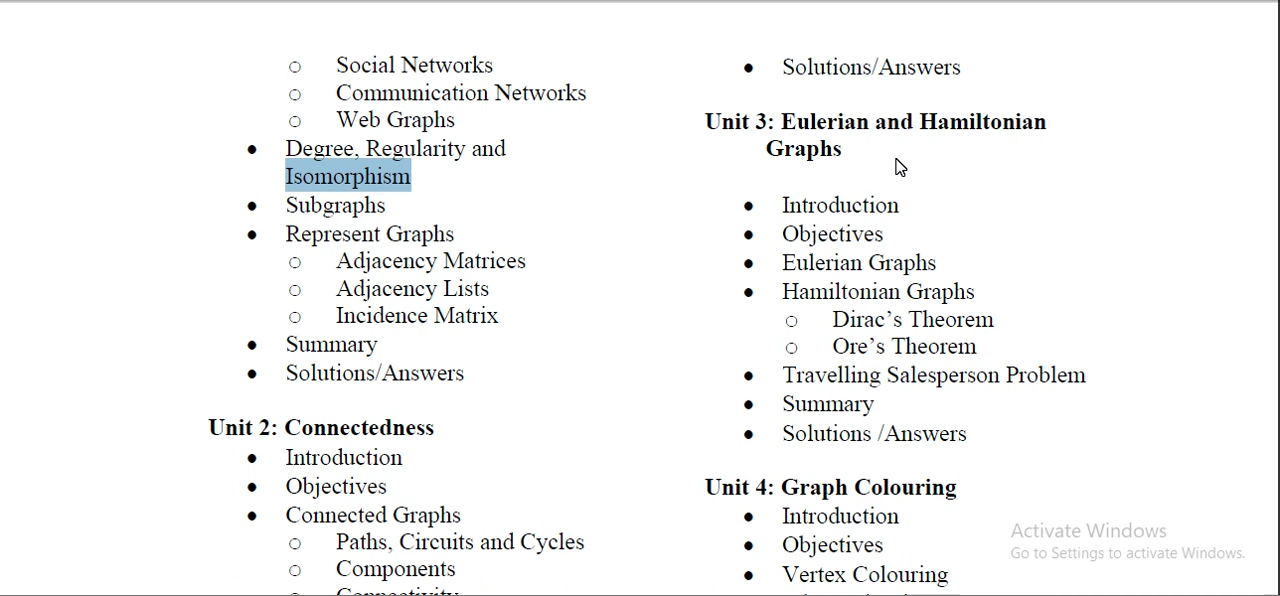 ○ Social Networks
○ Communication Networks
○ Web Graphs
● Degree, Regularity and
Isomorphism
● Subgraphs
● Represent Graphs
○ Adjacency Matrices
○ Adjacency Lists
○ Incidence Matrix
● Summary
● Solutions/Answers
Unit 2: Connectedness
● Introduction
● Objectives
● Connected Graphs
○ Paths, Circuits and Cycles
○ Components
○ Connectivity
● Solutions/Answers
Unit 3: Eulerian and Hamiltonian
Graphs
● Introduction
● Objectives
● Eulerian Graphs
● Hamiltonian Graphs
○ Dirac’s Theorem
○ Ore’s Theorem
● Travelling Salesperson Problem
● Summary
● Solutions /Answers
Unit 4: Graph Colouring
● Introduction
● Objectives
● Vertex Colouring
Activate Windows
Go to Settings to activate Windows.